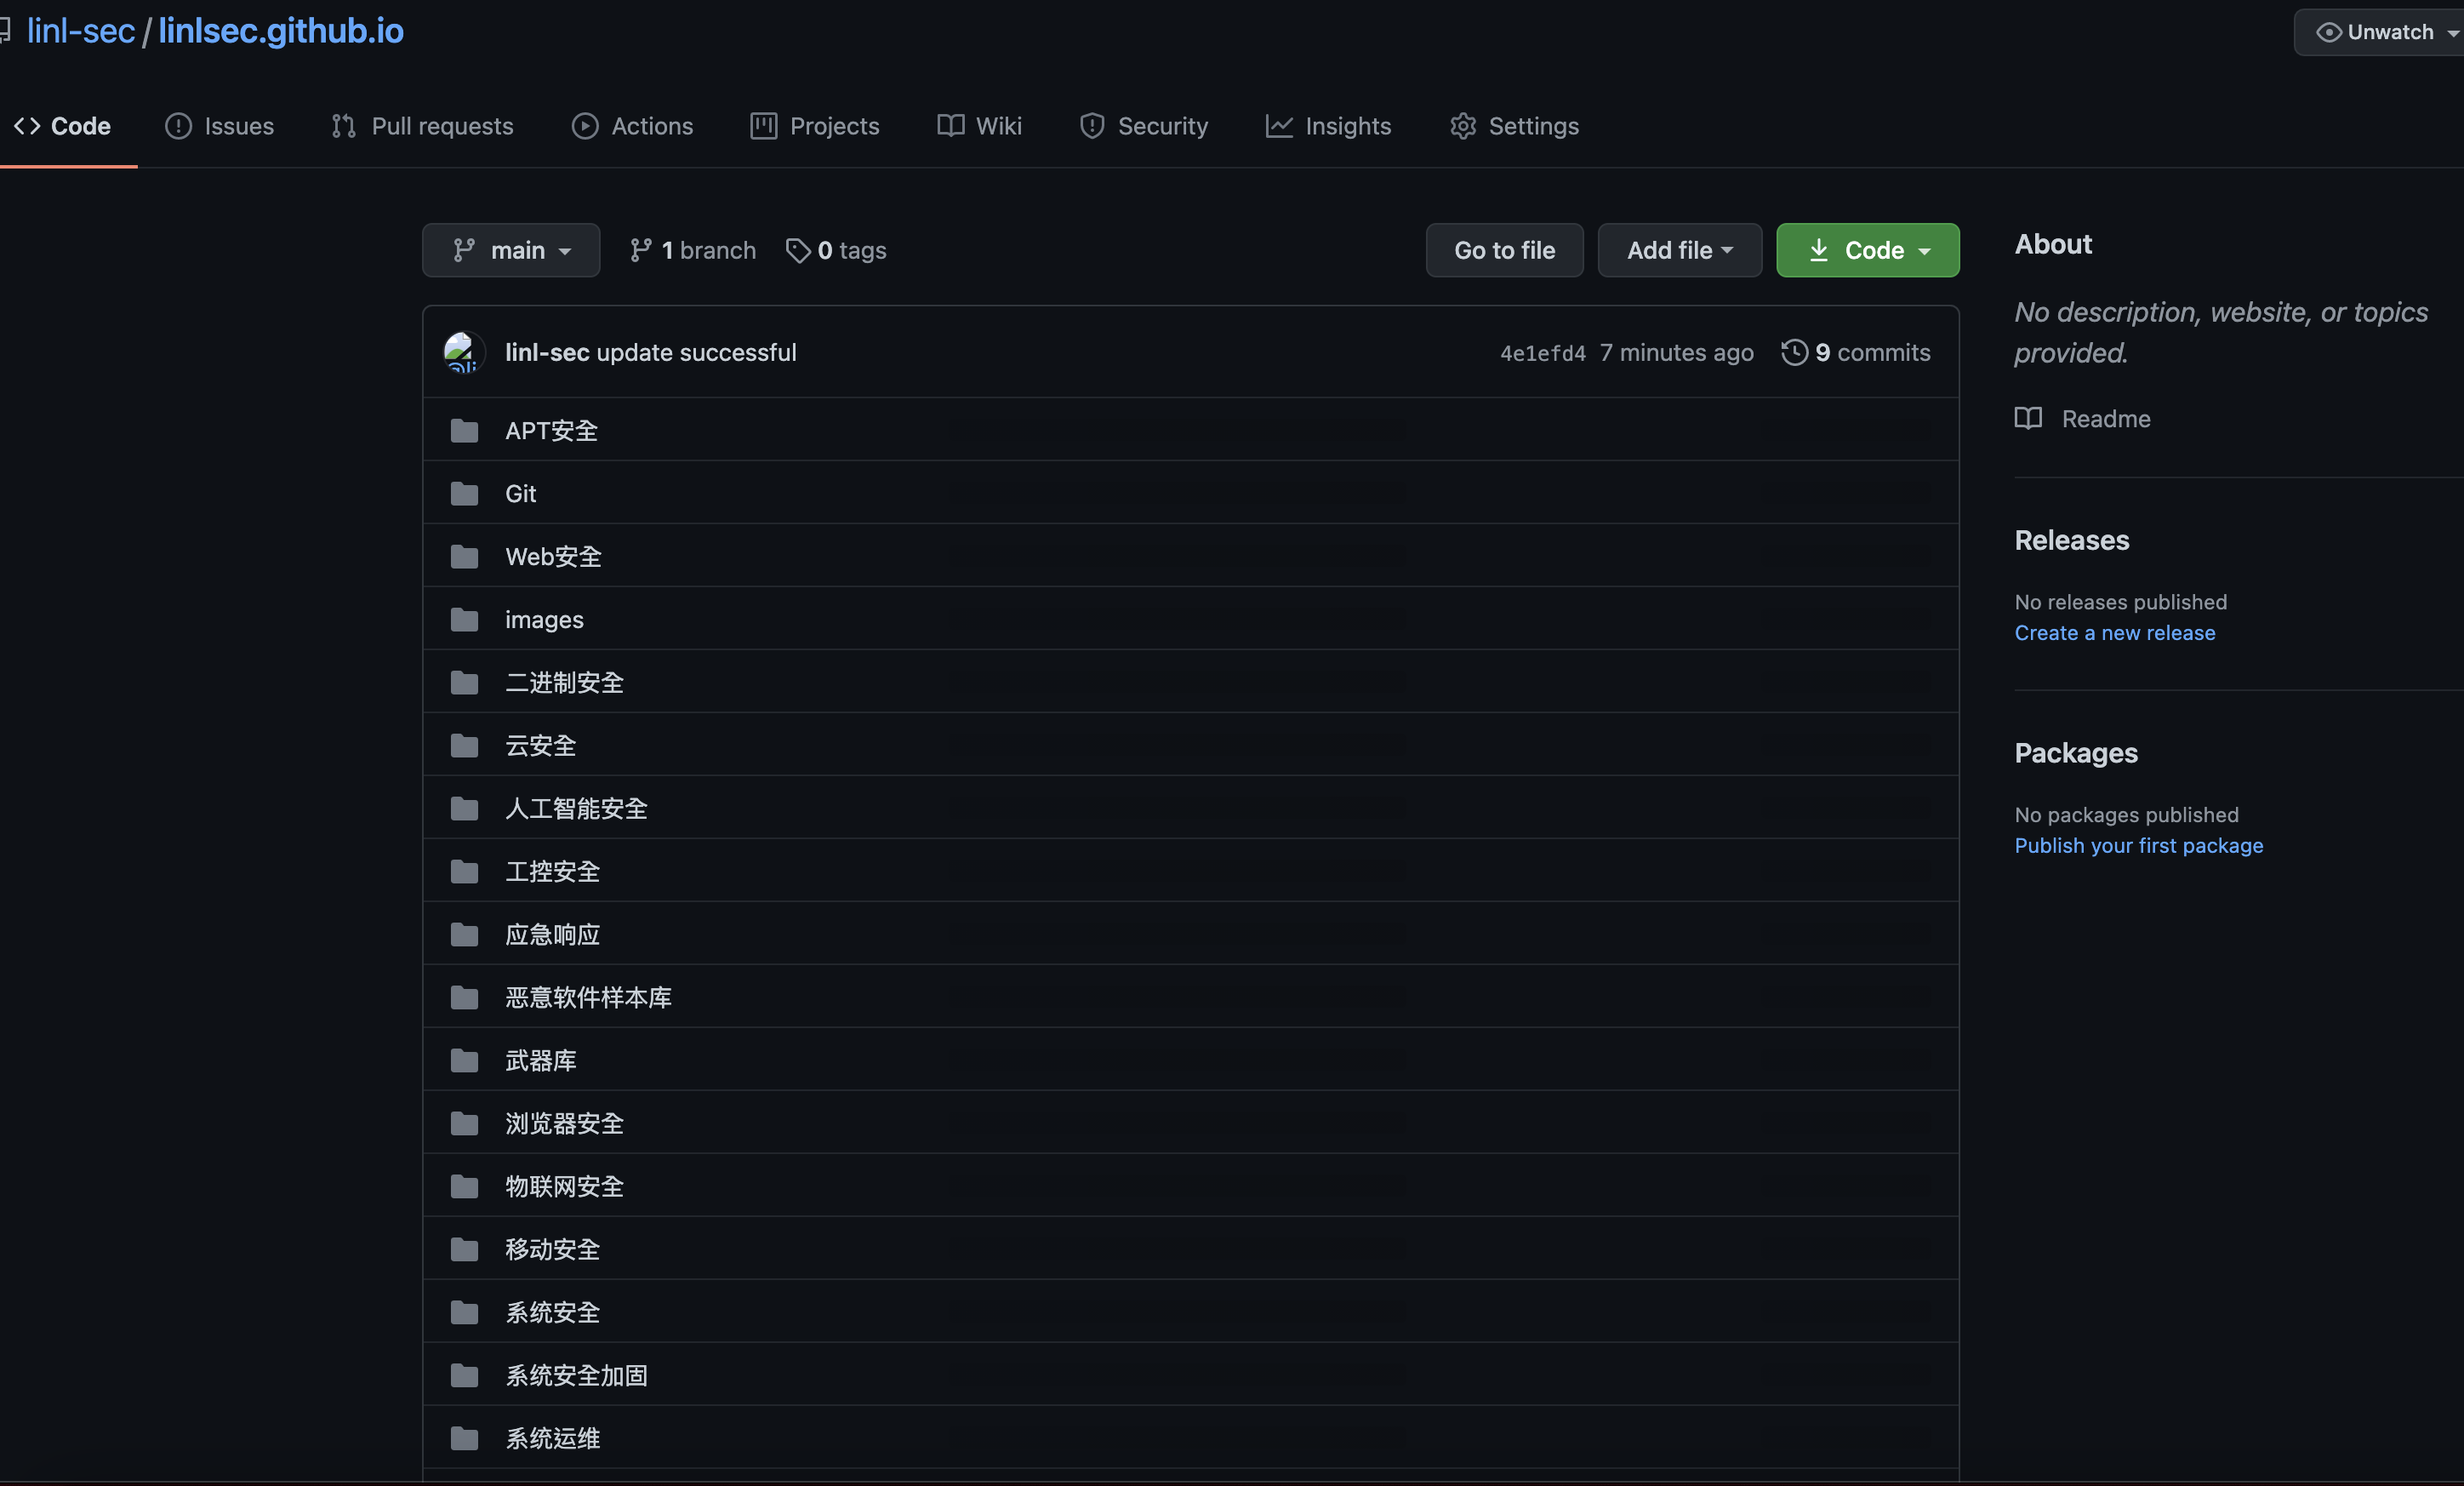 linl-sec / linlsec.github.io
Unwatch
Code Issues Pull requests Actions Projects Wiki Security Insights Settings
main 1 branch 0 tags Go to file Add file Code
linl-sec update successful 4e1efd4 7 minutes ago 9 commits
APT安全
Git
Web安全
images
二进制安全
云安全
人工智能安全
工控安全
应急响应
恶意软件样本库
武器库
浏览器安全
物联网安全
移动安全
系统安全
系统安全加固
系统运维
About
No description, website, or topics
provided.
Readme
Releases
No releases published
Create a new release
Packages
No packages published
Publish your first package